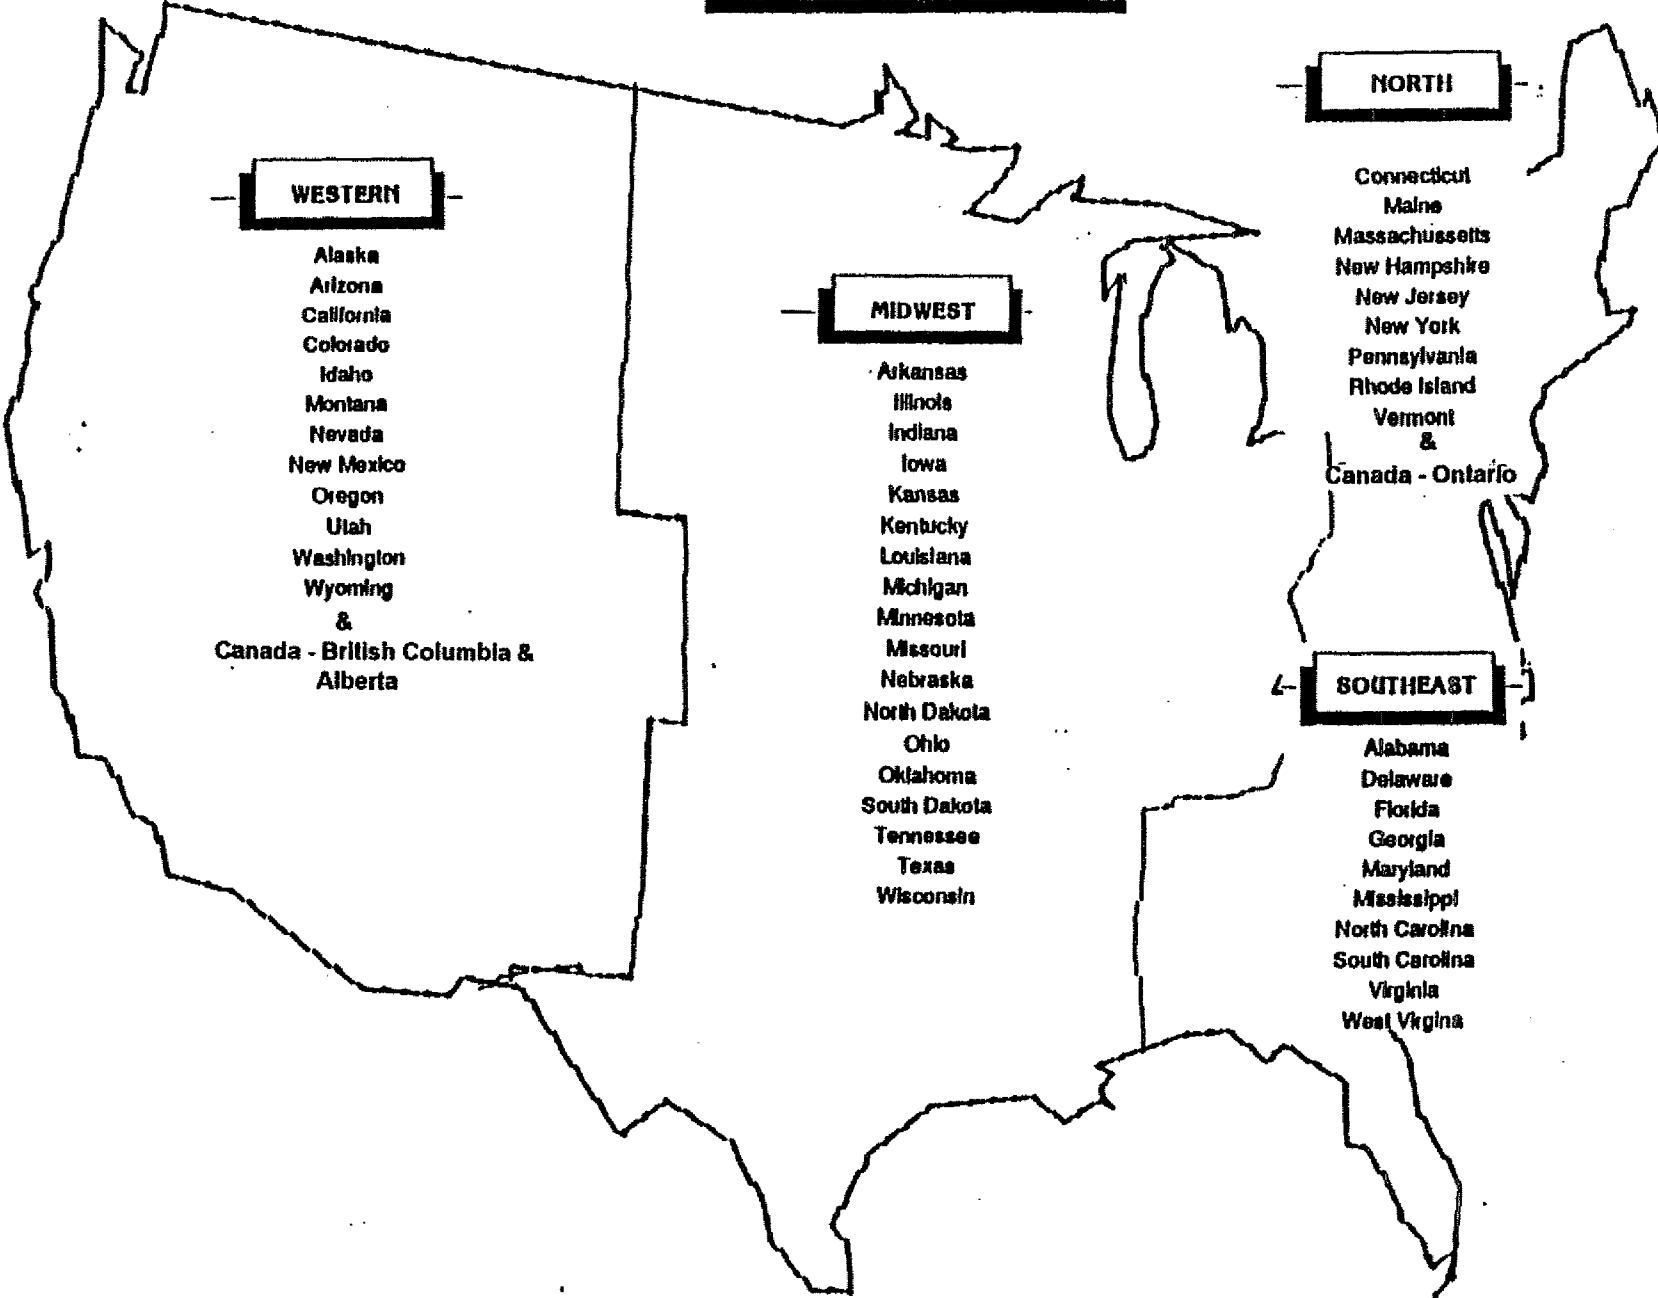 WESTERN
Alaska
Arizona
California
Colorado
Idaho
Montana
Nevada
New Mexico
Oregon
Utah
Washington
Wyoming
&
Canada - British Columbia &
Alberta
MIDWEST
Arkansas
Illinois
Indiana
Iowa
Kansas
Kentucky
Louisiana
Michigan
Minnesota
Missouri
Nebraska
North Dakota
Ohio
Oklahoma
South Dakota
Tennessee
Texas
Wisconsin
NORTH
Connecticut
Maine
Massachussetts
New Hampshire
New Jersey
New York
Pennsylvania
Rhode Island
Vermont
&
Canada - Ontario
SOUTHEAST
Alabama
Delaware
Florida
Georgia
Maryland
Mississippi
North Carolina
South Carolina
Virginia
West Virgina